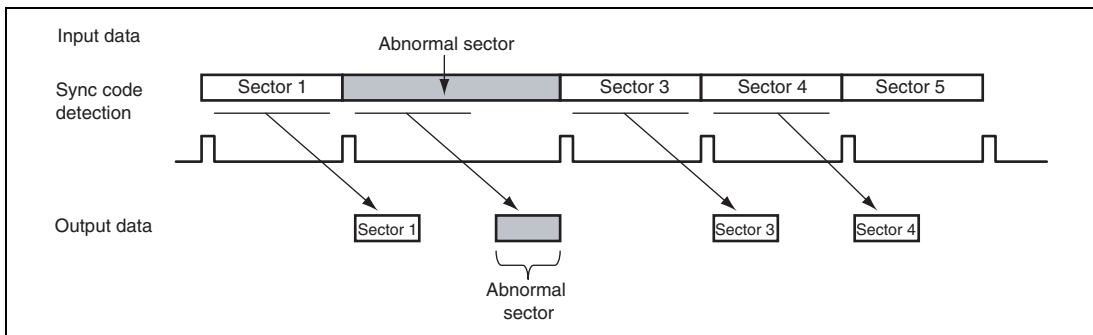 Input data
Abnormal sector
Sync code
detection
Sector 1
Sector 3
Sector 4
Sector 5
Output data
Sector 1
Sector 3
Sector 4
Abnormal
sector